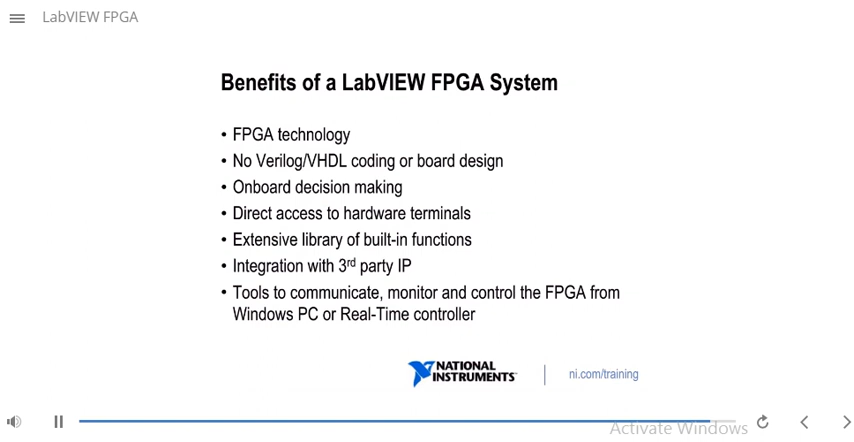 LabVIEW FPGA
Benefits of a LabVIEW FPGA System
• FPGA technology
• No Verilog/VHDL coding or board design
• Onboard decision making
• Direct access to hardware terminals
• Extensive library of built-in functions
• Integration with 3rd party IP
• Tools to communicate, monitor and control the FPGA from
Windows PC or Real-Time controller
NATIONAL
INSTRUMENTS
ni.com/training
Activate Windows